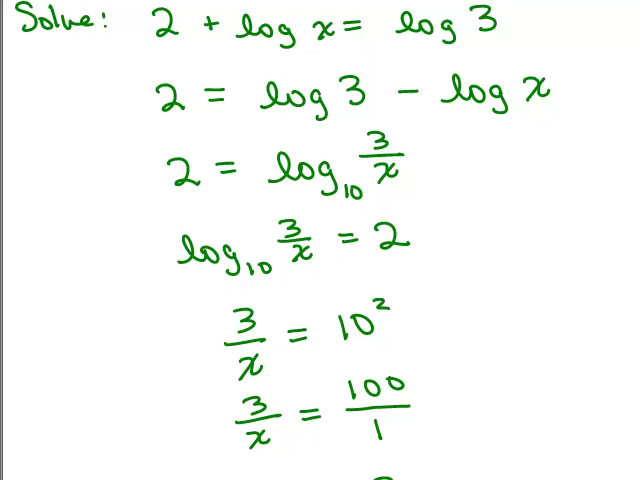 Solve: 2 + log x = log 3
2 = log 3 - log x
2 = log₁₀ 3/x
log₁₀ 3/x = 2
3/x = 10²
3/x = 100/1